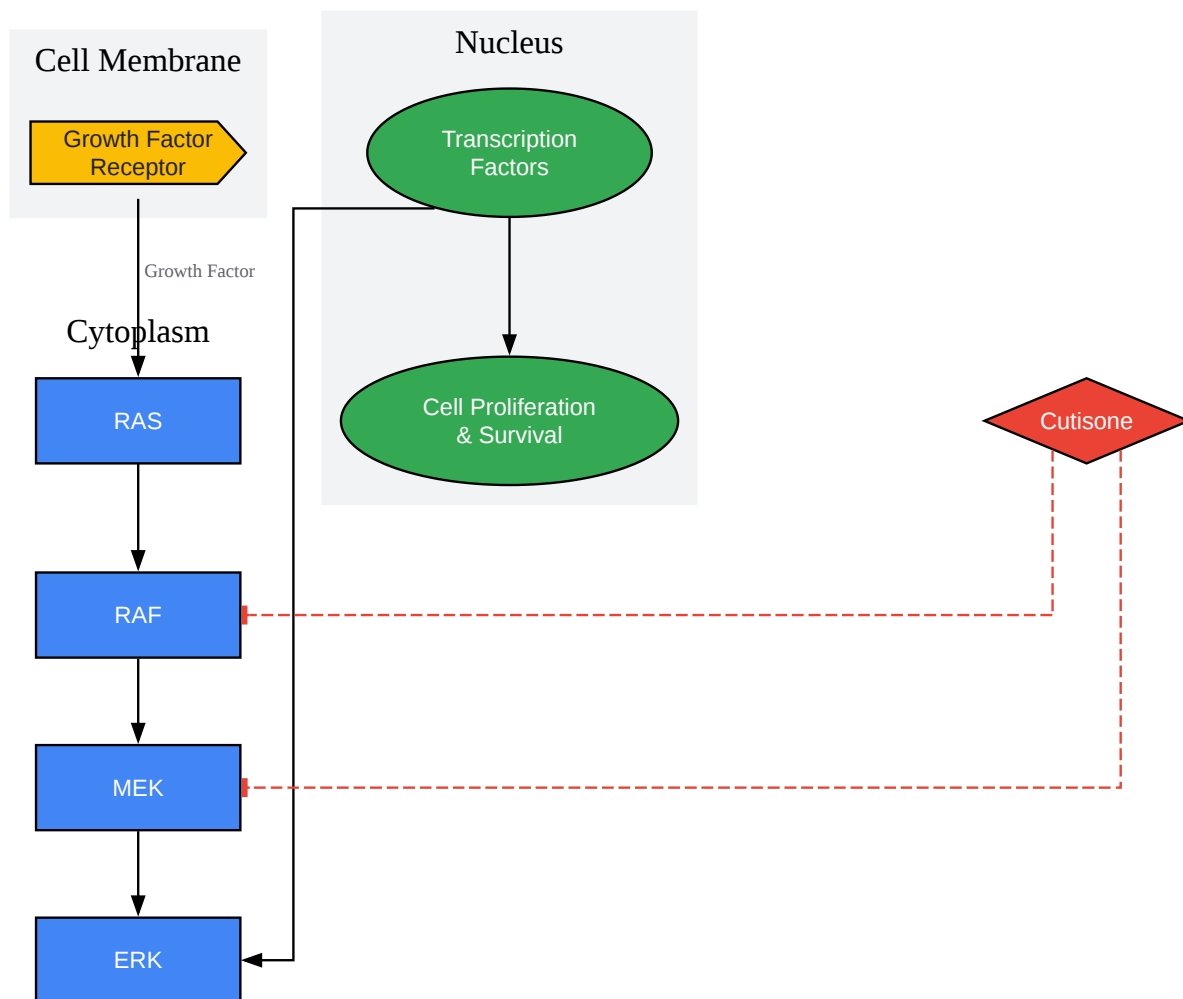 Cell Membrane
Growth Factor
Receptor
Nucleus
Transcription
Factors
Growth Factor
Cytoplasm
RAS
Cell Proliferation
& Survival
Cutisone
RAF
MEK
ERK